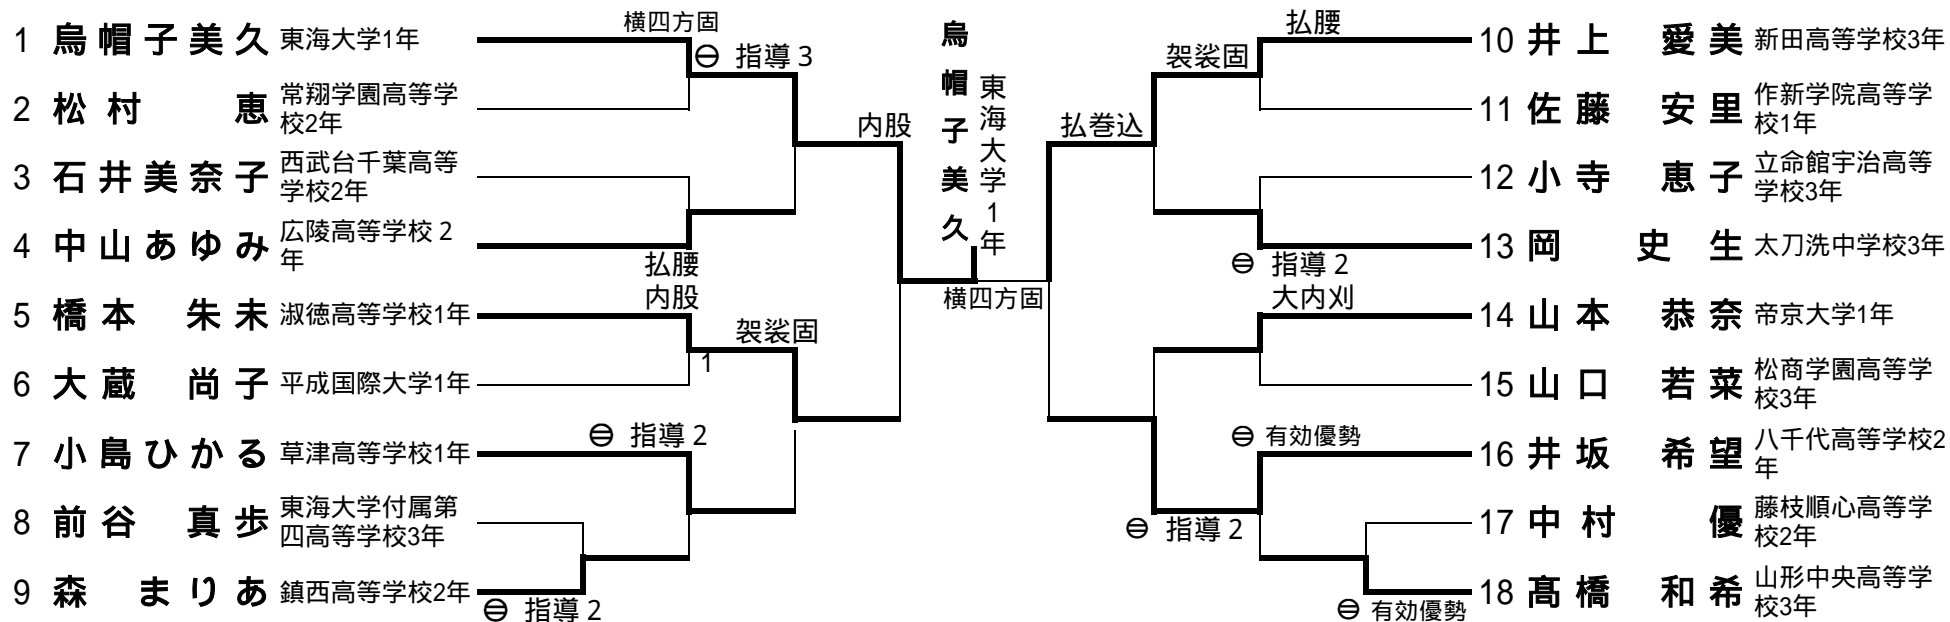 横四方固
1 烏帽子美久 東海大学1年
⊖ 指導3
2 松村 恵 常翔学園高等学
校2年
内股
3 石井美奈子 西武台千葉高等
学校2年
4 中山あゆみ 広陵高等学校2
年
払腰
内股
5 橋本 朱未 淑徳高等学校1年
袈裟固
1
6 大蔵 尚子 平成国際大学1年
⊖ 指導2
7 小島ひかる 草津高等学校1年
8 前谷 真歩 東海大学付属第
四高等学校3年
9 森 まりあ 鎮西高等学校2年
⊖ 指導2
烏帽子美久
東海大学1年
横四方固
払腰
10 井上 愛美 新田高等学校3年
袈裟固
11 佐藤 安里 作新学院高等学
校1年
払巻込
12 小寺 恵子 立命館宇治高等
学校3年
13 岡 史生 太刀洗中学校3年
⊖ 指導2
大内刈
14 山本 恭奈 帝京大学1年
15 山口 若菜 松商学園高等学
校3年
⊖ 有効優勢
16 井坂 希望 八千代高等学校2
年
17 中村 優 藤枝順心高等学
校2年
⊖ 指導2
18 髙橋 和希 山形中央高等学
校3年
⊖ 有効優勢